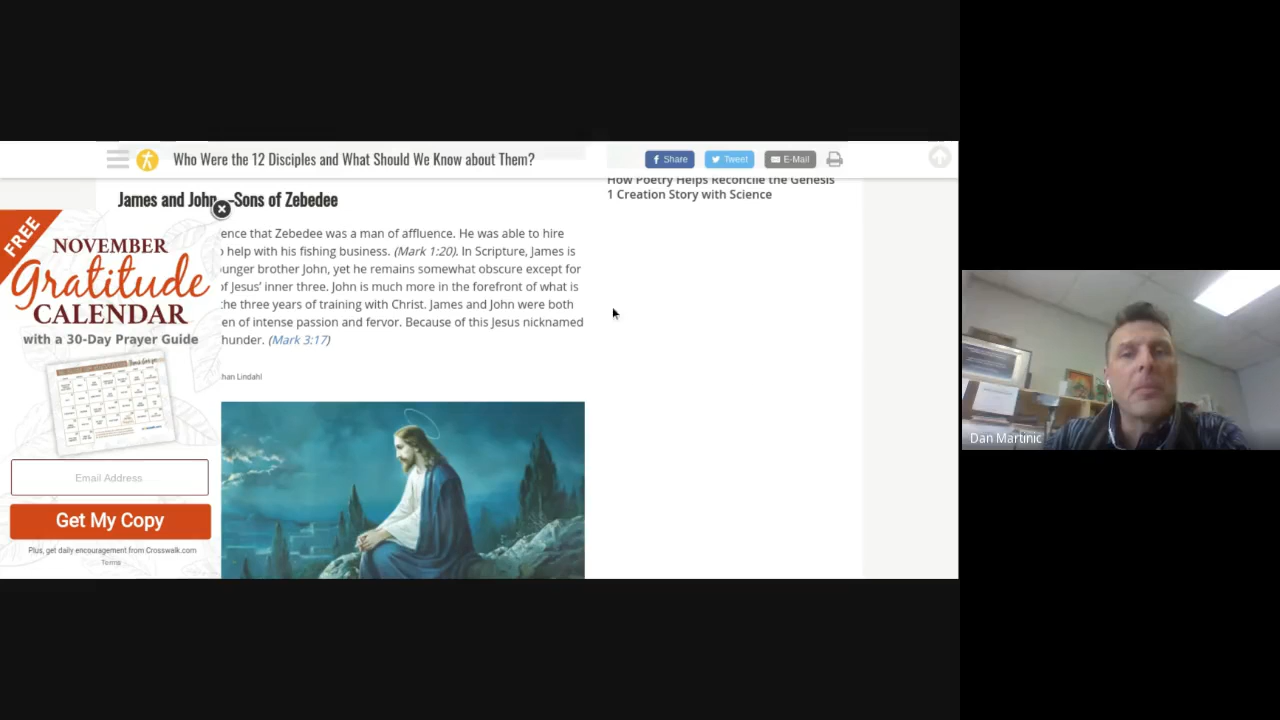 Who Were the 12 Disciples and What Should We Know about Them?
Share
Tweet
E-Mail
How Poetry Helps Reconcile the Genesis
1 Creation Story with Science
James and John—Sons of Zebedee
ence that Zebedee was a man of affluence. He was able to hire
help with his fishing business. (Mark 1:20). In Scripture, James is
unger brother John, yet he remains somewhat obscure except for
of Jesus' inner three. John is much more in the forefront of what is
the three years of training with Christ. James and John were both
en of intense passion and fervor. Because of this Jesus nicknamed
hunder. (Mark 3:17)
han Lindahl
FREE
NOVEMBER
Gratitude
CALENDAR
with a 30-Day Prayer Guide
Email Address
Get My Copy
Plus, get daily encouragement from Crosswalk.com
Terms
Dan Martinic